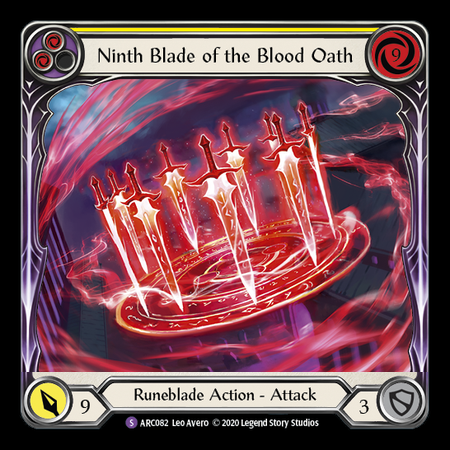 Ninth Blade of the Blood Oath
9
Runeblade Action - Attack
9
3
S ARC082 Leo Avero © 2020 Legend Story Studios